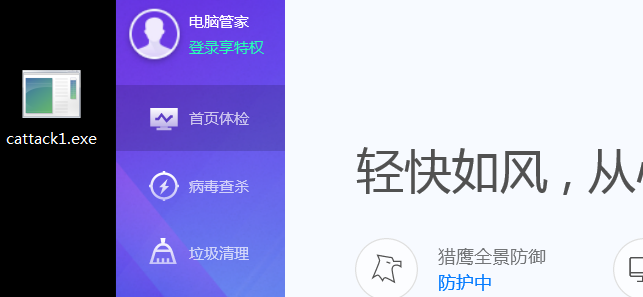 cattack1.exe
电脑管家
登录享特权
首页体检
病毒查杀
垃圾清理
轻快如风，从
猎鹰全景防御
防护中